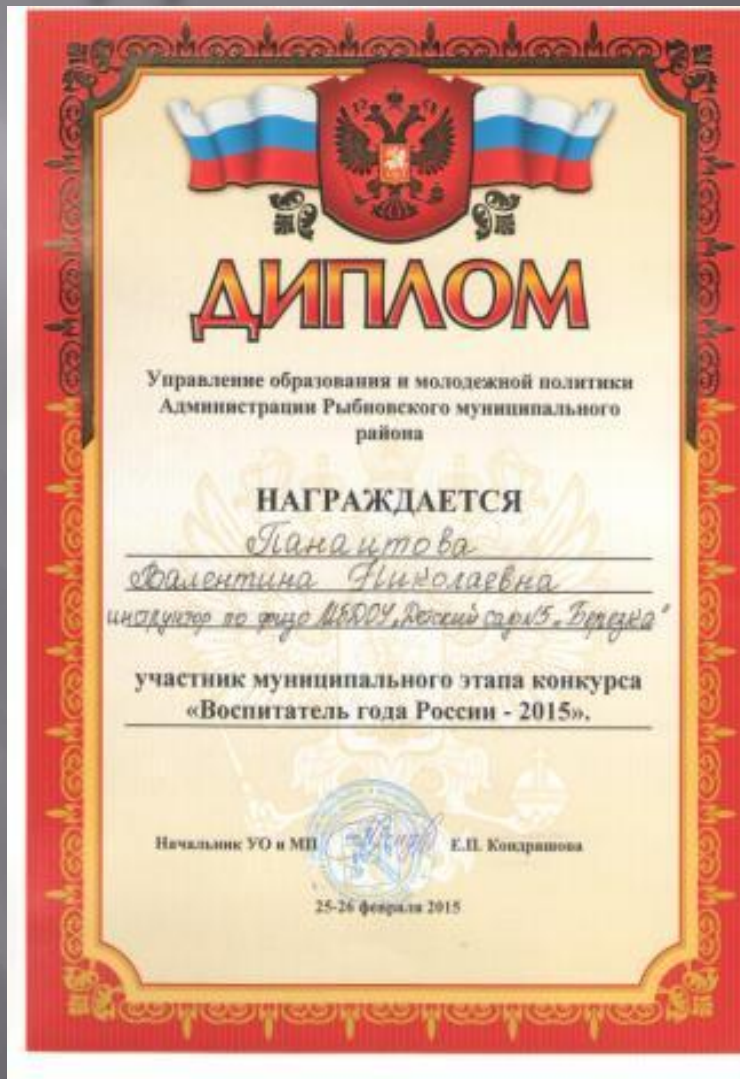 ДИПЛОМ
Управление образования и молодежной политики
Администрации Рыбновского муниципального
района
НАГРАЖДАЕТСЯ
Панаитова
Валентина Николаевна
инструктор по физо МБДОУ „Детский сад №5 „Березка"
участник муниципального этапа конкурса
«Воспитатель года России - 2015».
Начальник УО и МП Е.П. Кондрашова
25-26 февраля 2015